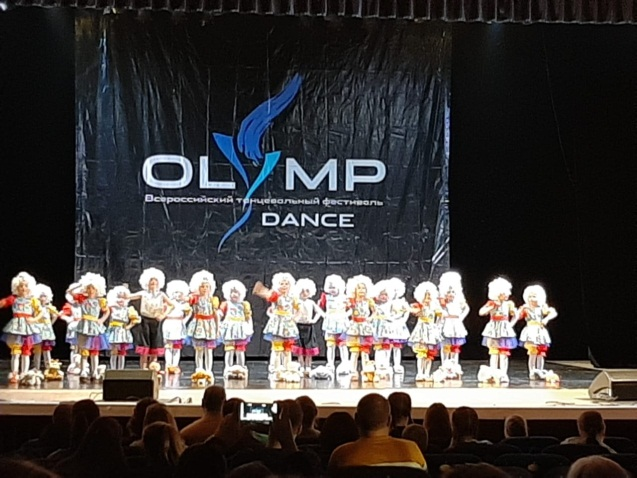 OLYMP
Всероссийский танцевальный фестиваль
DANCE